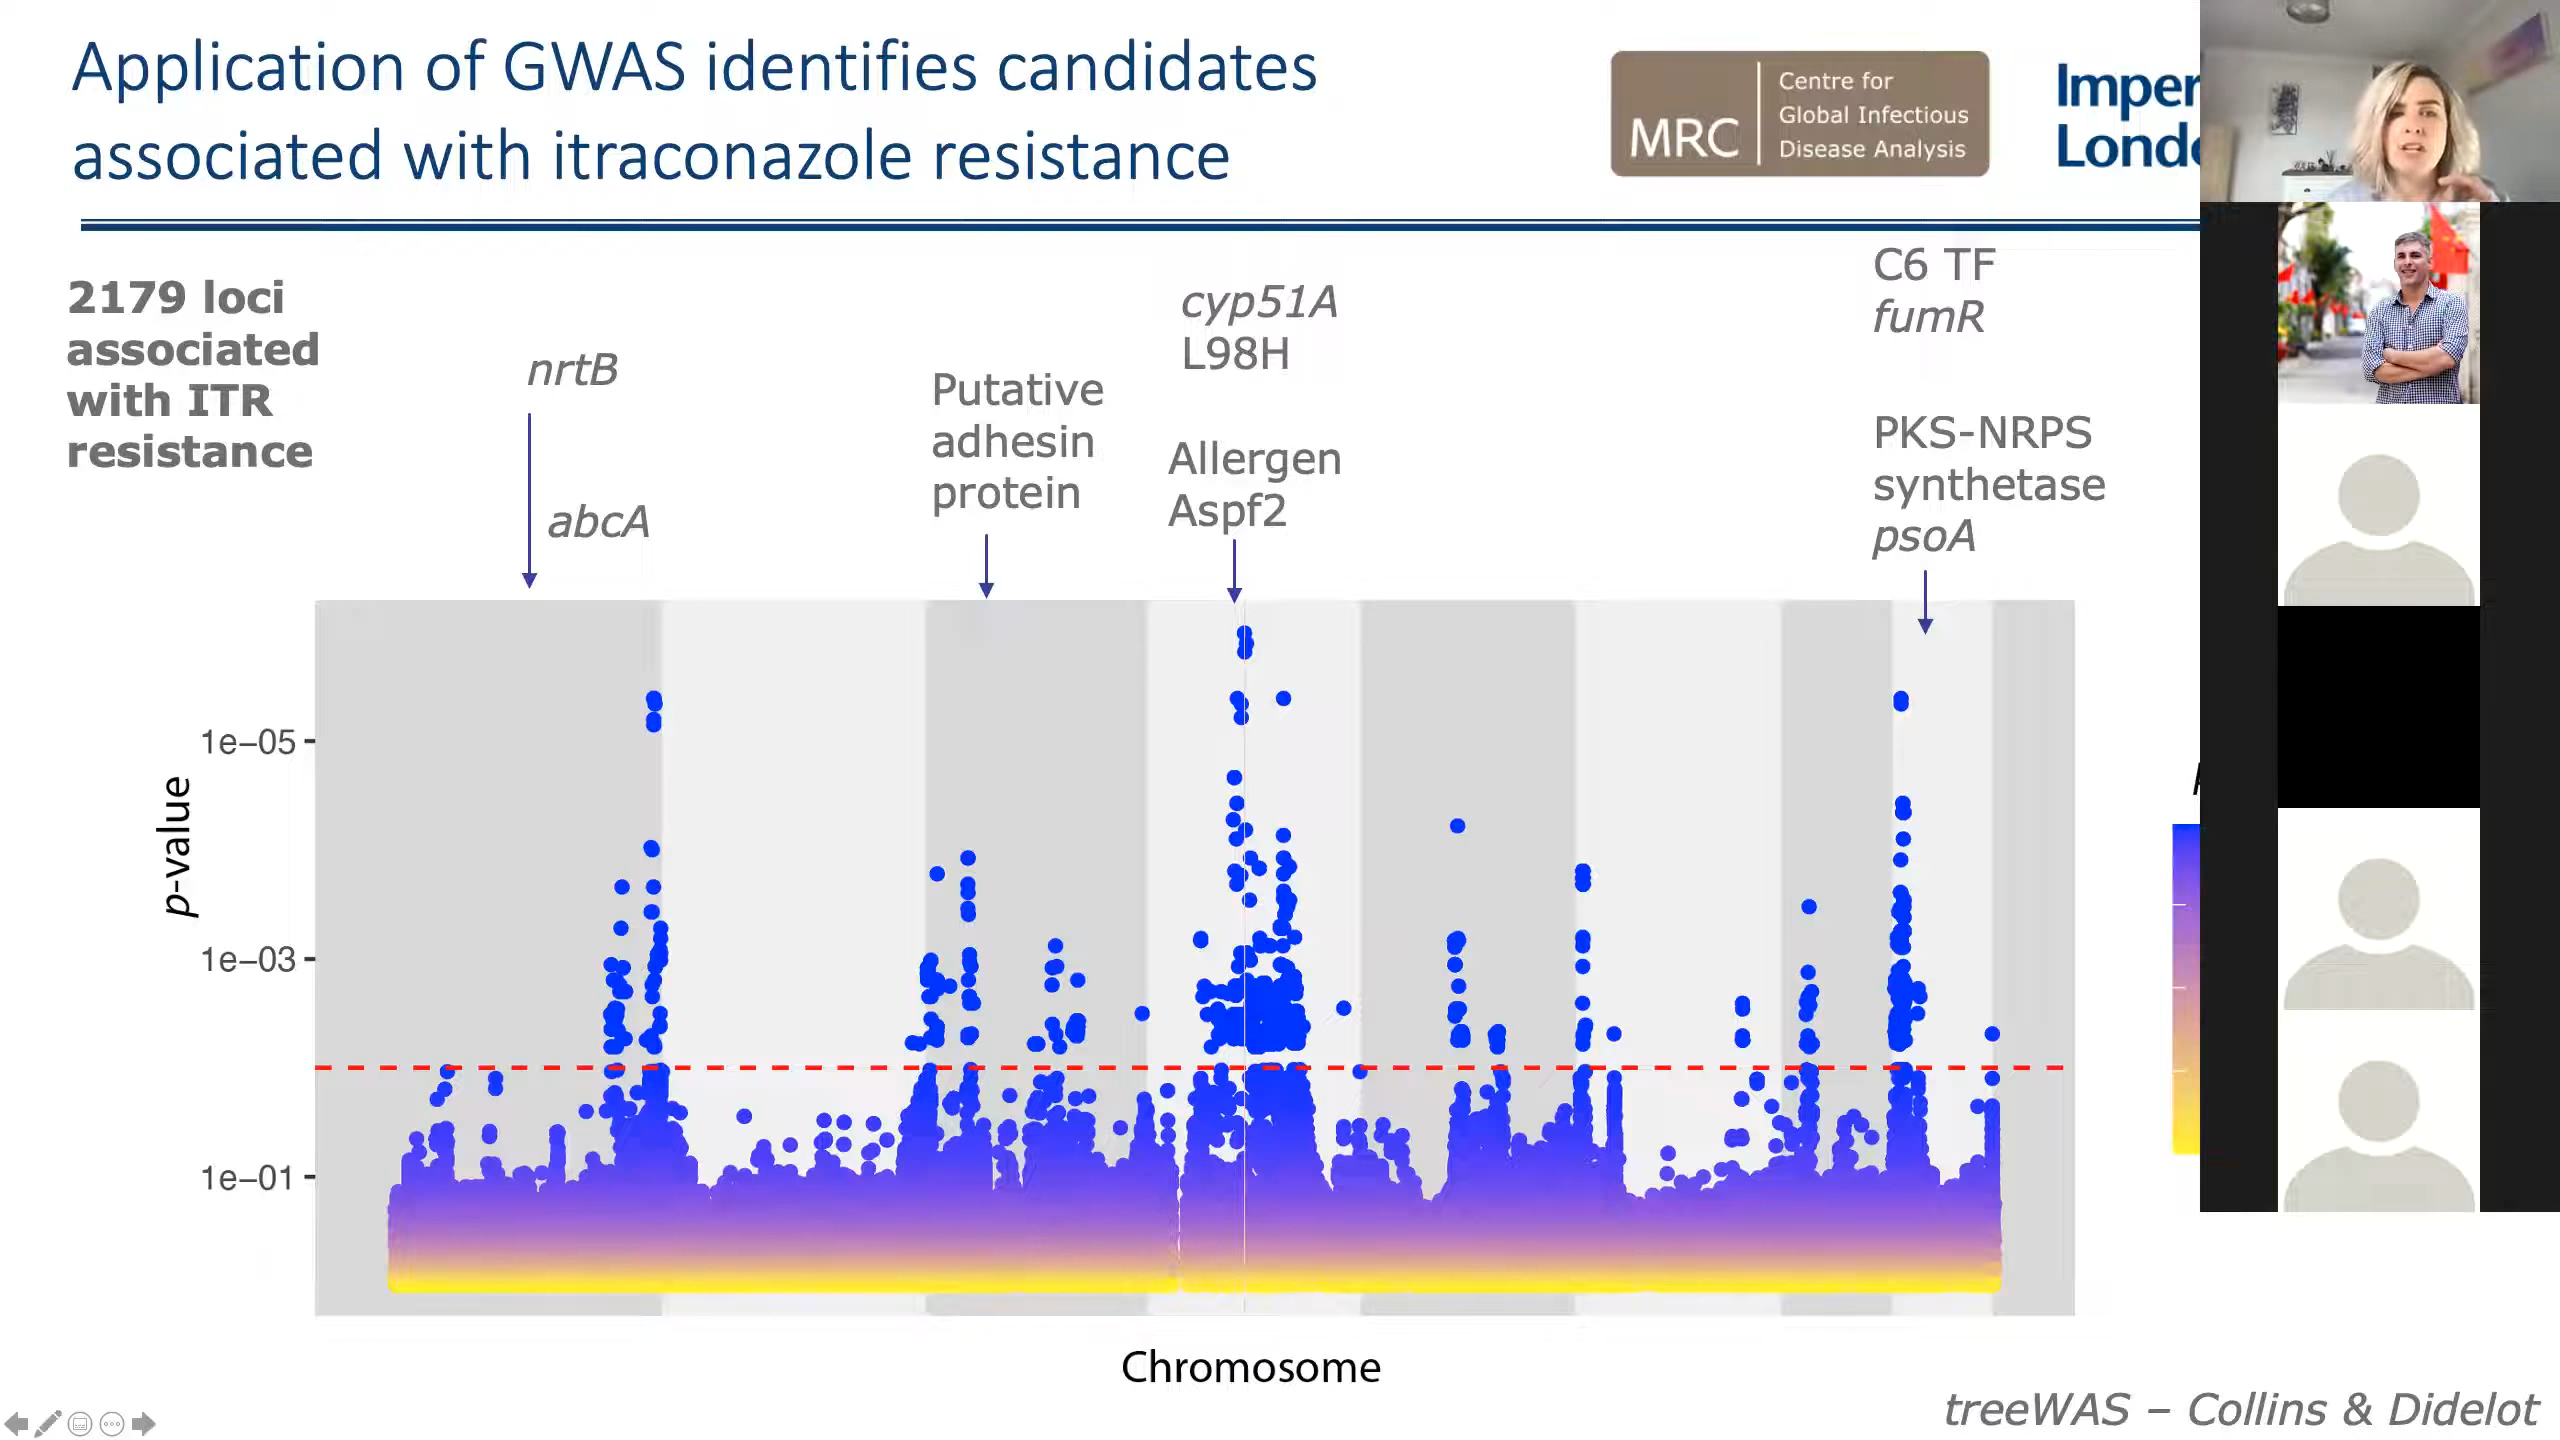 Application of GWAS identifies candidates
associated with itraconazole resistance
MRC
Centre for
Global Infectious
Disease Analysis
2179 loci
associated
with ITR
resistance
nrtB
abcA
Putative
adhesin
protein
cyp51A
L98H
Allergen
Aspf2
C6 TF
fumR
PKS-NRPS
synthetase
psoA
p-value
1e−05
1e−03
1e−01
Chromosome
treeWAS – Collins & Didelot